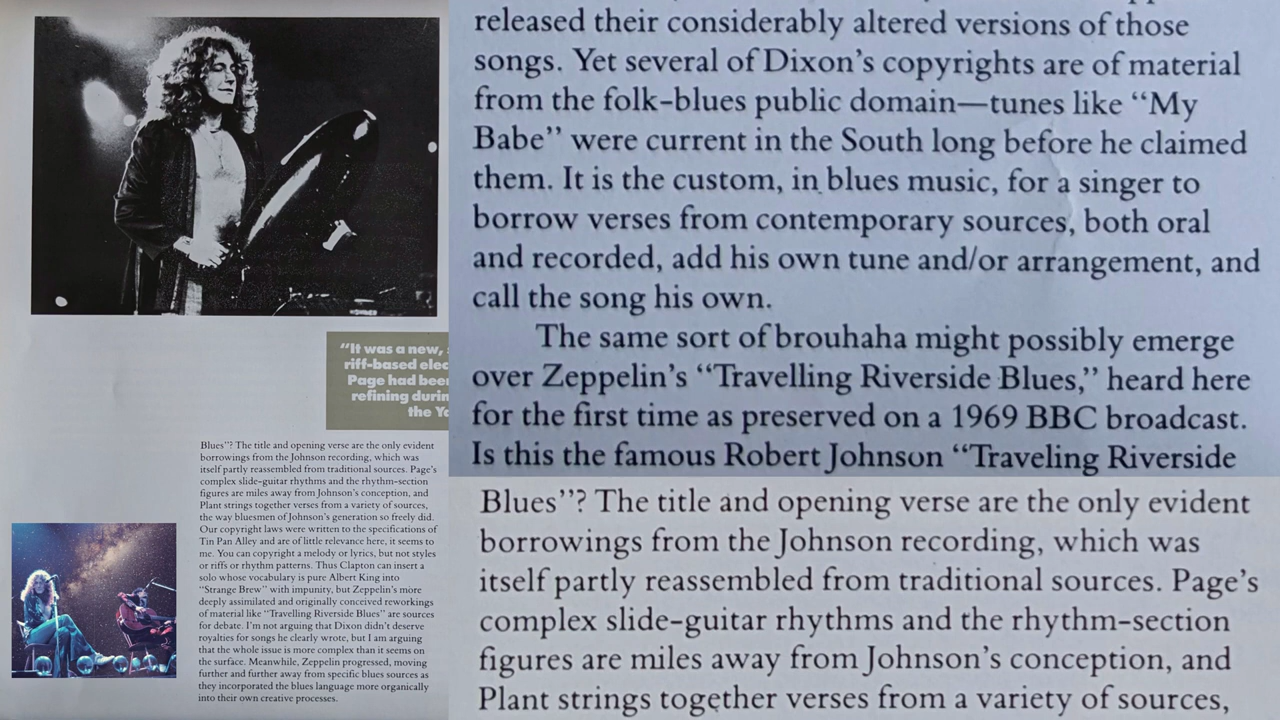 "It was a new,
riff-based elec
Page had been
refining durin
the Ya
Blues"? The title and opening verse are the only evident
borrowings from the Johnson recording, which was
itself partly reassembled from traditional sources. Page's
complex slide-guitar rhythms and the rhythm-section
figures are miles away from Johnson's conception, and
Plant strings together verses from a variety of sources,
the way bluesmen of Johnson's generation so freely did.
Our copyright laws were written to the specifications of
Tin Pan Alley and are of little relevance here, it seems to
me. You can copyright a melody or lyrics, but not styles
or riffs or rhythm patterns. Thus Clapton can insert a
solo whose vocabulary is pure Albert King into
"Strange Brew" with impunity, but Zeppelin's more
deeply assimilated and originally conceived reworkings
of material like "Travelling Riverside Blues" are sources
for debate. I'm not arguing that Dixon didn't deserve
royalties for songs he clearly wrote, but I am arguing
that the whole issue is more complex than it seems on
the surface. Meanwhile, Zeppelin progressed, moving
further and further away from specific blues sources as
they incorporated the blues language more organically
into their own creative processes.
released their considerably altered versions of those
songs. Yet several of Dixon's copyrights are of material
from the folk-blues public domain—tunes like "My
Babe" were current in the South long before he claimed
them. It is the custom, in blues music, for a singer to
borrow verses from contemporary sources, both oral
and recorded, add his own tune and/or arrangement, and
call the song his own.
The same sort of brouhaha might possibly emerge
over Zeppelin's "Travelling Riverside Blues," heard here
for the first time as preserved on a 1969 BBC broadcast.
Is this the famous Robert Johnson "Traveling Riverside
Blues"? The title and opening verse are the only evident
borrowings from the Johnson recording, which was
itself partly reassembled from traditional sources. Page's
complex slide-guitar rhythms and the rhythm-section
figures are miles away from Johnson's conception, and
Plant strings together verses from a variety of sources,